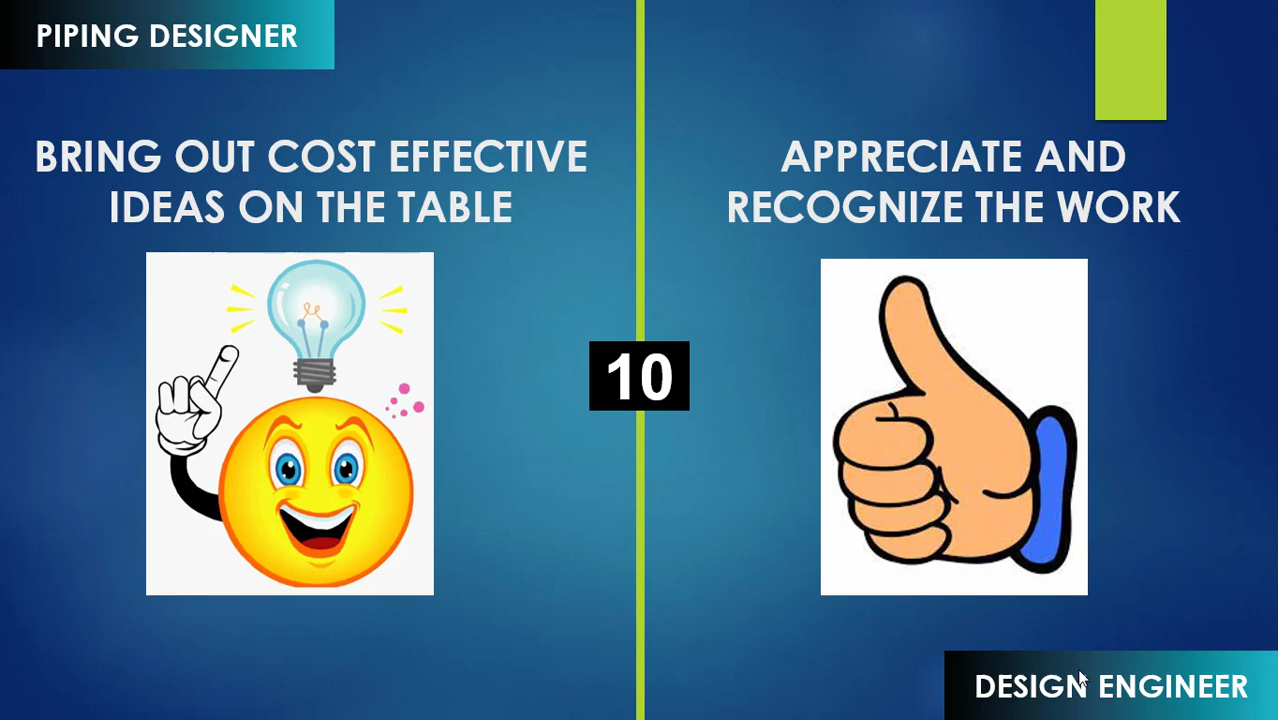 PIPING DESIGNER
BRING OUT COST EFFECTIVE
IDEAS ON THE TABLE
APPRECIATE AND
RECOGNIZE THE WORK
10
DESIGN ENGINEER